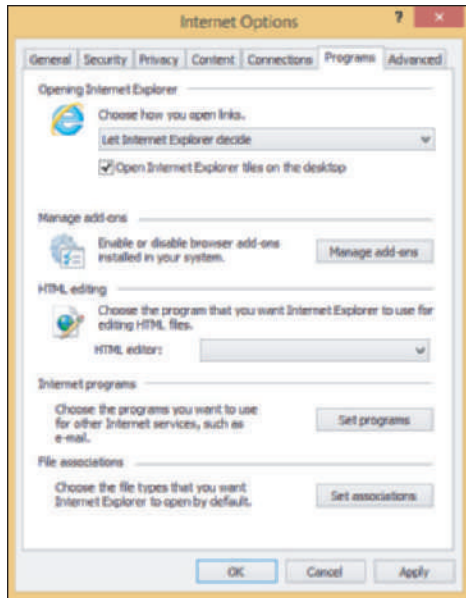 Internet Options
?
General Security Privacy Content Connections Programs Advanced
Opening Internet Explorer
Choose how you open links.
Let Internet Explorer decide
Open Internet Explorer tiles on the desktop
Manage add-ons
Enable or disable browser add-ons
installed in your system.
Manage add-ons
HTML editing
Choose the program that you want Internet Explorer to use for
editing HTML files.
HTML editor:
Internet programs
Choose the programs you want to use
for other Internet services, such as
e-mail.
Set programs
File associations
Choose the file types that you want
Internet Explorer to open by default.
Set associations
OK Cancel Apply